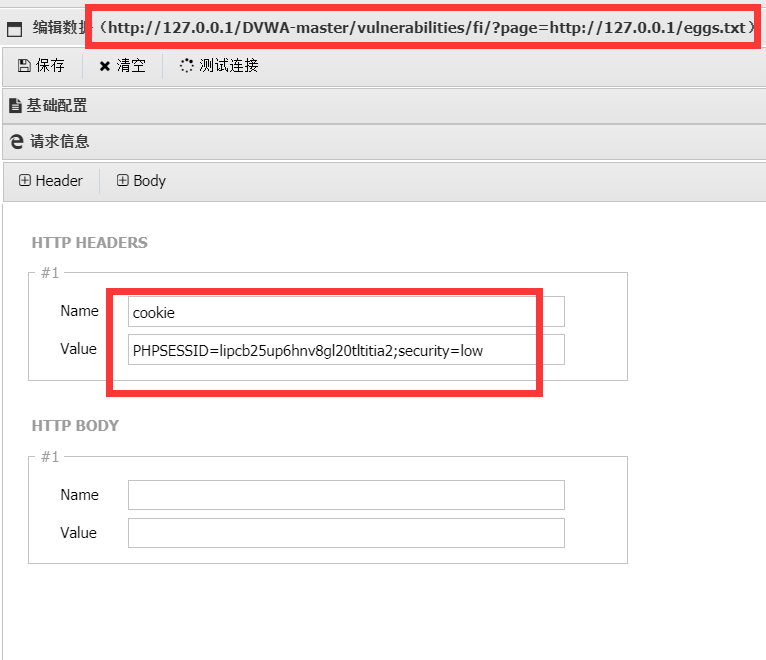 编辑数据（http://127.0.0.1/DVWA-master/vulnerabilities/fi/?page=http://127.0.0.1/eggs.txt）
保存 清空 测试连接
基础配置
请求信息
Header Body
HTTP HEADERS
#1
Name cookie
Value PHPSESSID=lipcb25up6hnv8gl20tltitia2;security=low
HTTP BODY
#1
Name
Value